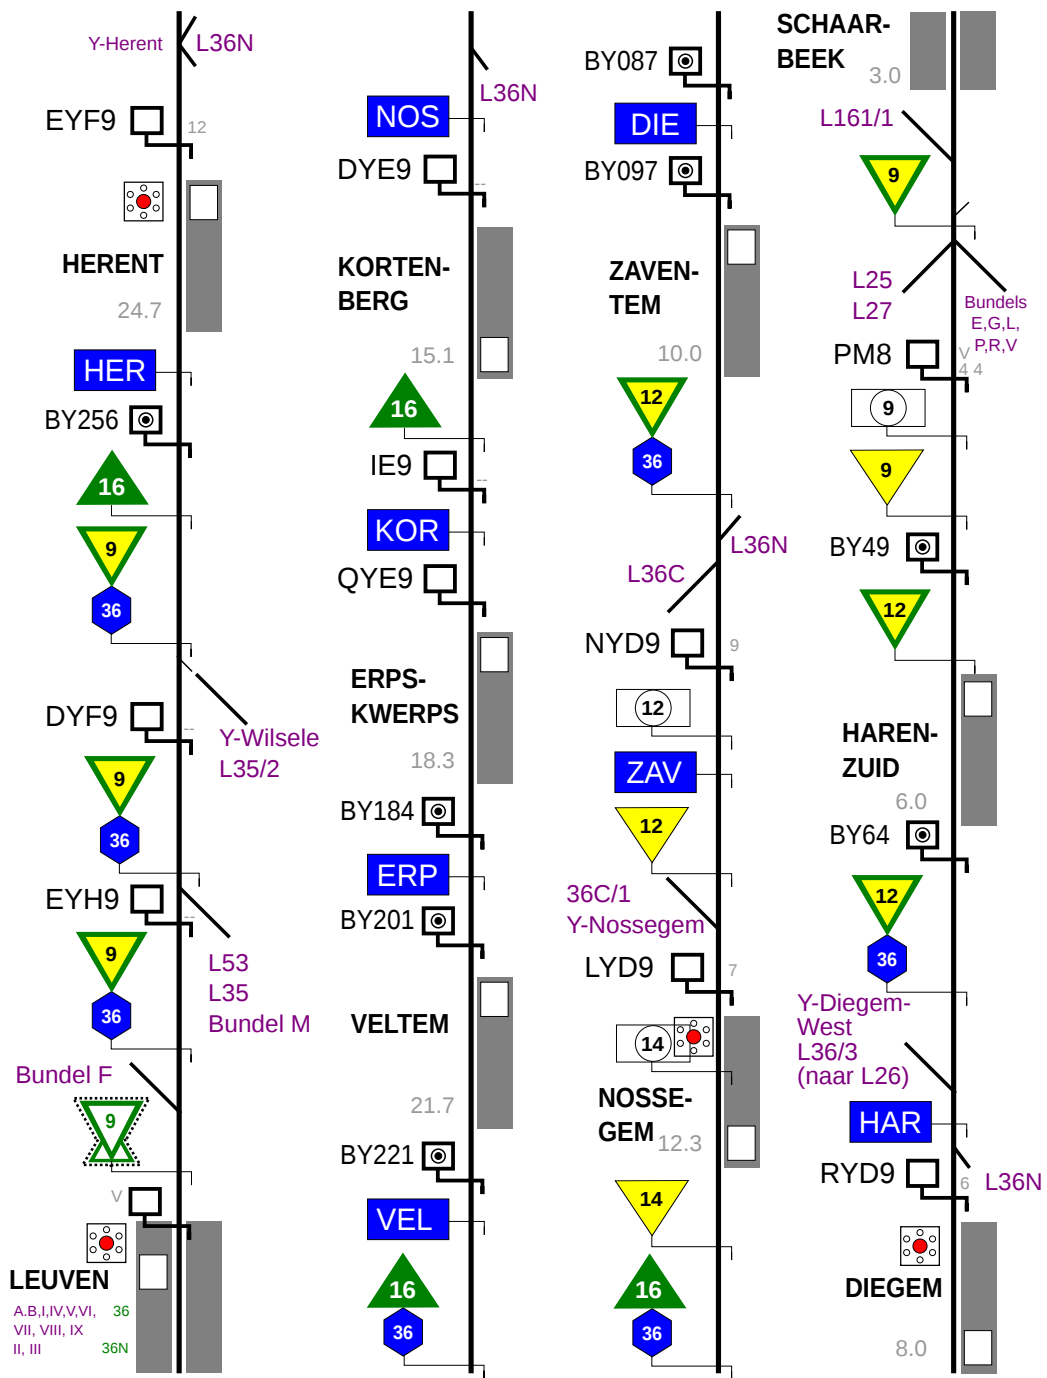 Y-Herent
L36N
EYF9
12
HERENT
24.7
HER
BY256
16
9
36
DYF9
--
Y-Wilsele
L35/2
9
36
EYH9
--
9
36
L53
L35
Bundel M
Bundel F
9
V
LEUVEN
A.B,I,IV,V,VI,
VII, VIII, IX
II, III
36
36N
L36N
NOS
DYE9
--
KORTEN-
BERG
15.1
16
IE9
--
KOR
QYE9
ERPS-
KWERPS
18.3
BY184
ERP
BY201
VELTEM
21.7
BY221
VEL
16
36
BY087
DIE
BY097
ZAVEN-
TEM
10.0
12
36
L36N
L36C
NYD9
9
12
ZAV
12
36C/1
Y-Nossegem
LYD9
7
14
NOSSE-
GEM
12.3
14
16
36
SCHAAR-
BEEK
3.0
L161/1
9
L25
L27
Bundels
E,G,L,
P,R,V
PM8
V
4 4
9
9
BY49
12
HAREN-
ZUID
6.0
BY64
12
36
Y-Diegem-
West
L36/3
(naar L26)
HAR
RYD9
6
L36N
DIEGEM
8.0